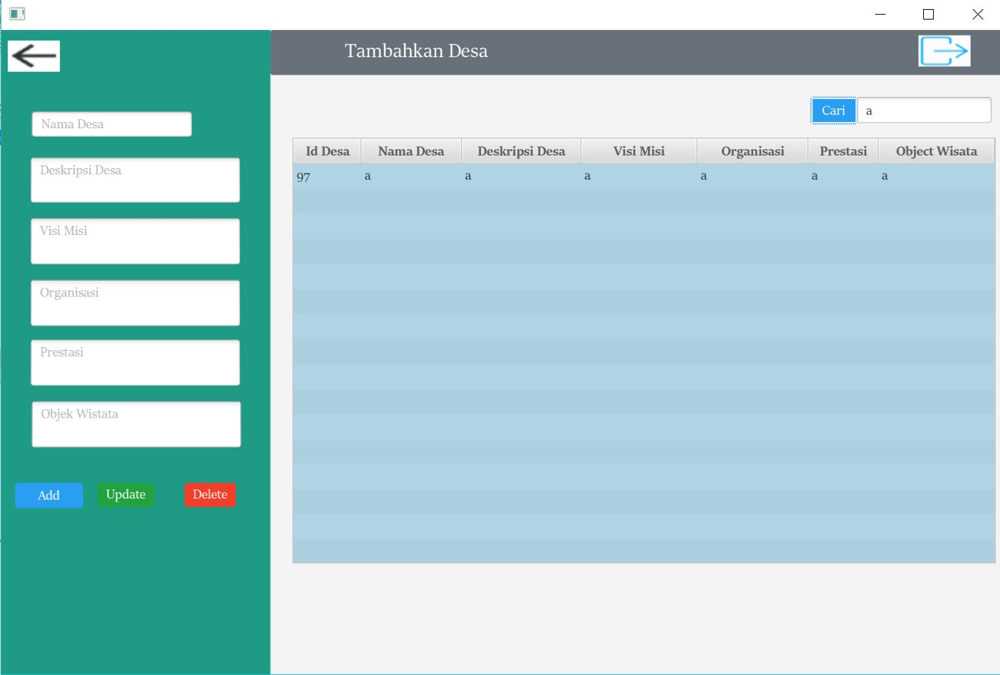 Tambahkan Desa
Nama Desa
Deskripsi Desa
Visi Misi
Organisasi
Prestasi
Objek Wistata
Add Update Delete
Cari a
Id Desa Nama Desa Deskripsi Desa Visi Misi Organisasi Prestasi Object Wisata
97 a a a a a a